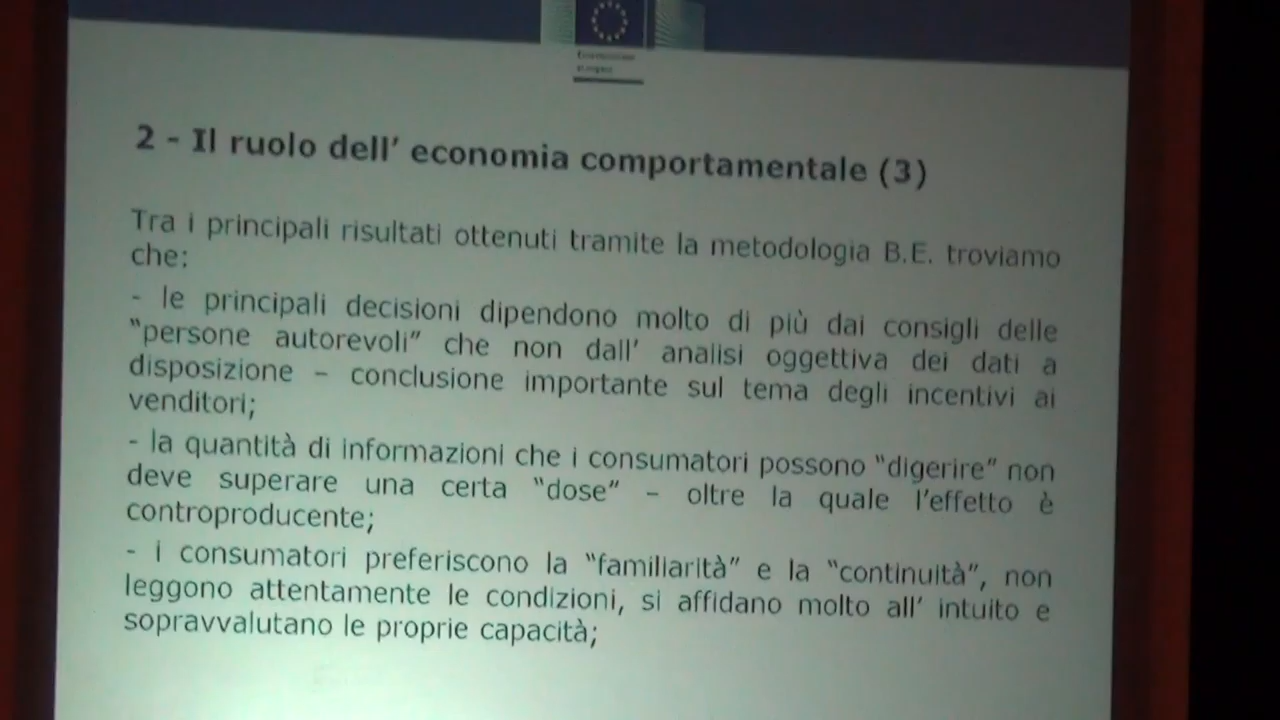 Commissione
europea
2 - Il ruolo dell’ economia comportamentale (3)
Tra i principali risultati ottenuti tramite la metodologia B.E. troviamo
che:
- le principali decisioni dipendono molto di più dai consigli delle
“persone autorevoli” che non dall’ analisi oggettiva dei dati a
disposizione – conclusione importante sul tema degli incentivi ai
venditori;
- la quantità di informazioni che i consumatori possono “digerire” non
deve superare una certa “dose” – oltre la quale l’effetto è
controproducente;
- i consumatori preferiscono la “familiarità” e la “continuità”, non
leggono attentamente le condizioni, si affidano molto all’ intuito e
sopravvalutano le proprie capacità;